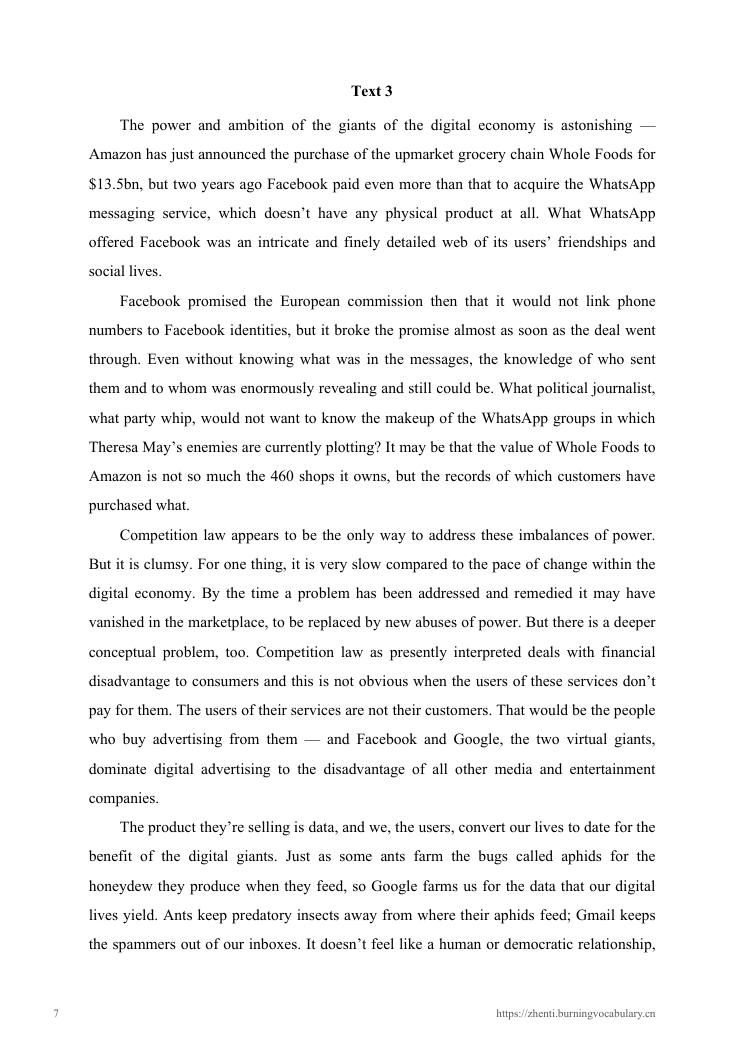 Text 3
The power and ambition of the giants of the digital economy is astonishing —
Amazon has just announced the purchase of the upmarket grocery chain Whole Foods for
$13.5bn, but two years ago Facebook paid even more than that to acquire the WhatsApp
messaging service, which doesn’t have any physical product at all. What WhatsApp
offered Facebook was an intricate and finely detailed web of its users’ friendships and
social lives.
Facebook promised the European commission then that it would not link phone
numbers to Facebook identities, but it broke the promise almost as soon as the deal went
through. Even without knowing what was in the messages, the knowledge of who sent
them and to whom was enormously revealing and still could be. What political journalist,
what party whip, would not want to know the makeup of the WhatsApp groups in which
Theresa May’s enemies are currently plotting? It may be that the value of Whole Foods to
Amazon is not so much the 460 shops it owns, but the records of which customers have
purchased what.
Competition law appears to be the only way to address these imbalances of power.
But it is clumsy. For one thing, it is very slow compared to the pace of change within the
digital economy. By the time a problem has been addressed and remedied it may have
vanished in the marketplace, to be replaced by new abuses of power. But there is a deeper
conceptual problem, too. Competition law as presently interpreted deals with financial
disadvantage to consumers and this is not obvious when the users of these services don’t
pay for them. The users of their services are not their customers. That would be the people
who buy advertising from them — and Facebook and Google, the two virtual giants,
dominate digital advertising to the disadvantage of all other media and entertainment
companies.
The product they’re selling is data, and we, the users, convert our lives to date for the
benefit of the digital giants. Just as some ants farm the bugs called aphids for the
honeydew they produce when they feed, so Google farms us for the data that our digital
lives yield. Ants keep predatory insects away from where their aphids feed; Gmail keeps
the spammers out of our inboxes. It doesn’t feel like a human or democratic relationship,
7 https://zhenti.burningvocabulary.cn